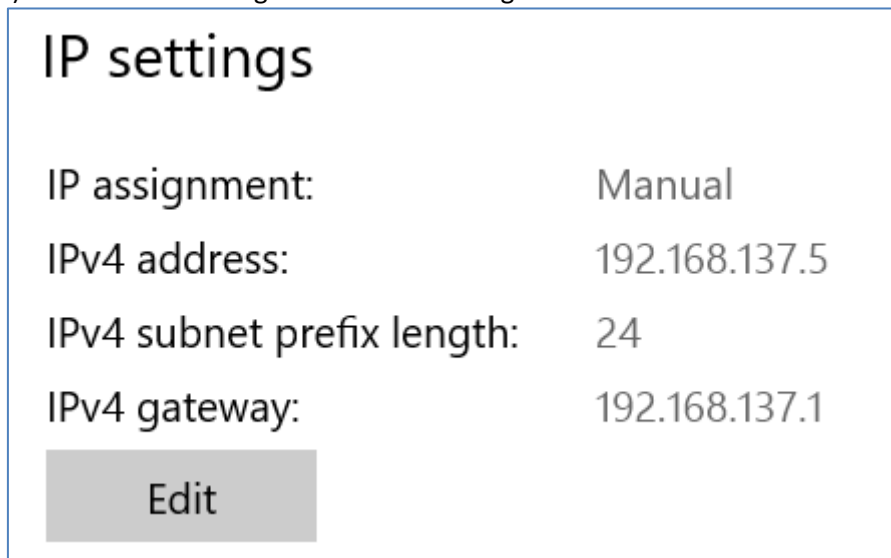 IP settings
IP assignment: Manual
IPv4 address: 192.168.137.5
IPv4 subnet prefix length: 24
IPv4 gateway: 192.168.137.1
Edit